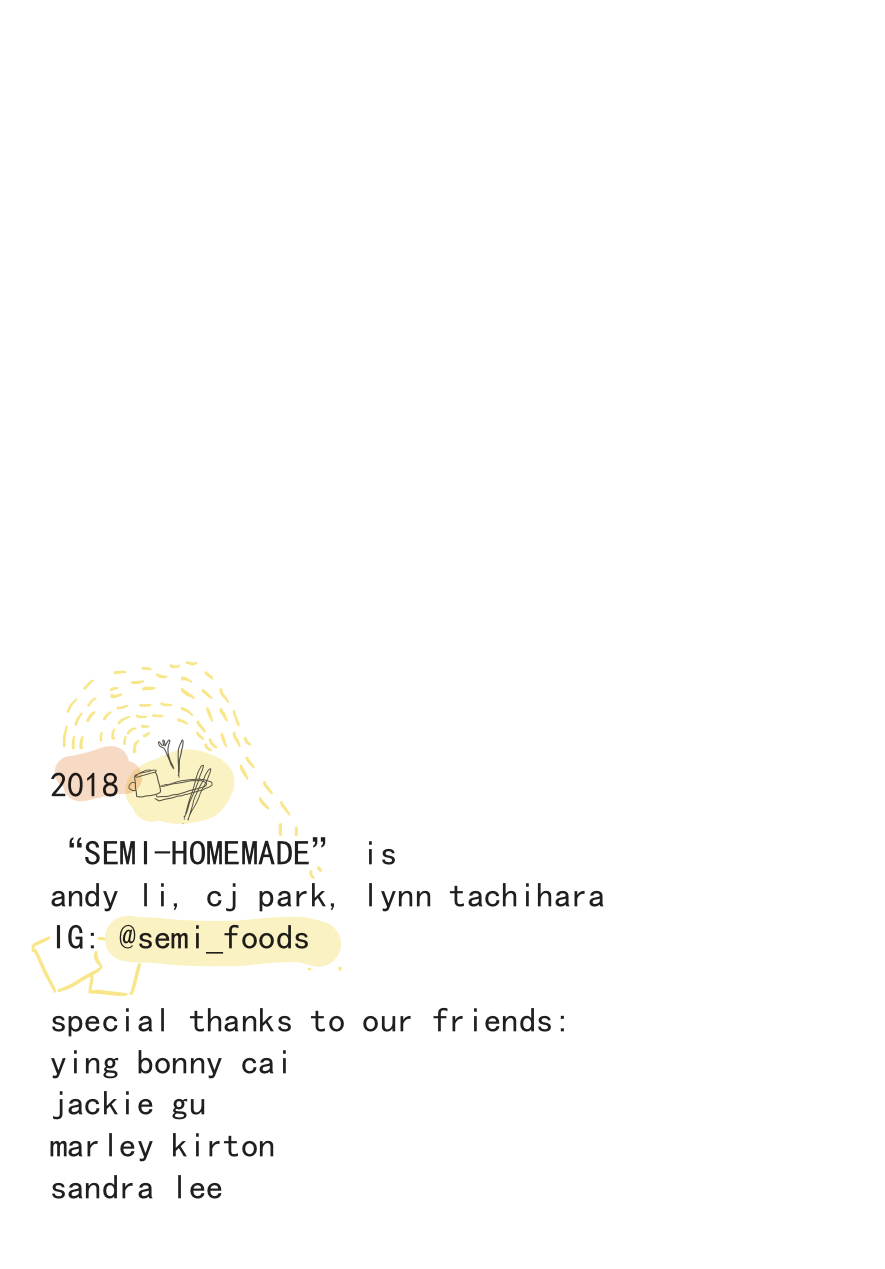 2018
“SEMI-HOMEMADE” is
andy li, cj park, lynn tachihara
IG: @semi_foods
special thanks to our friends:
ying bonny cai
jackie gu
marley kirton
sandra lee